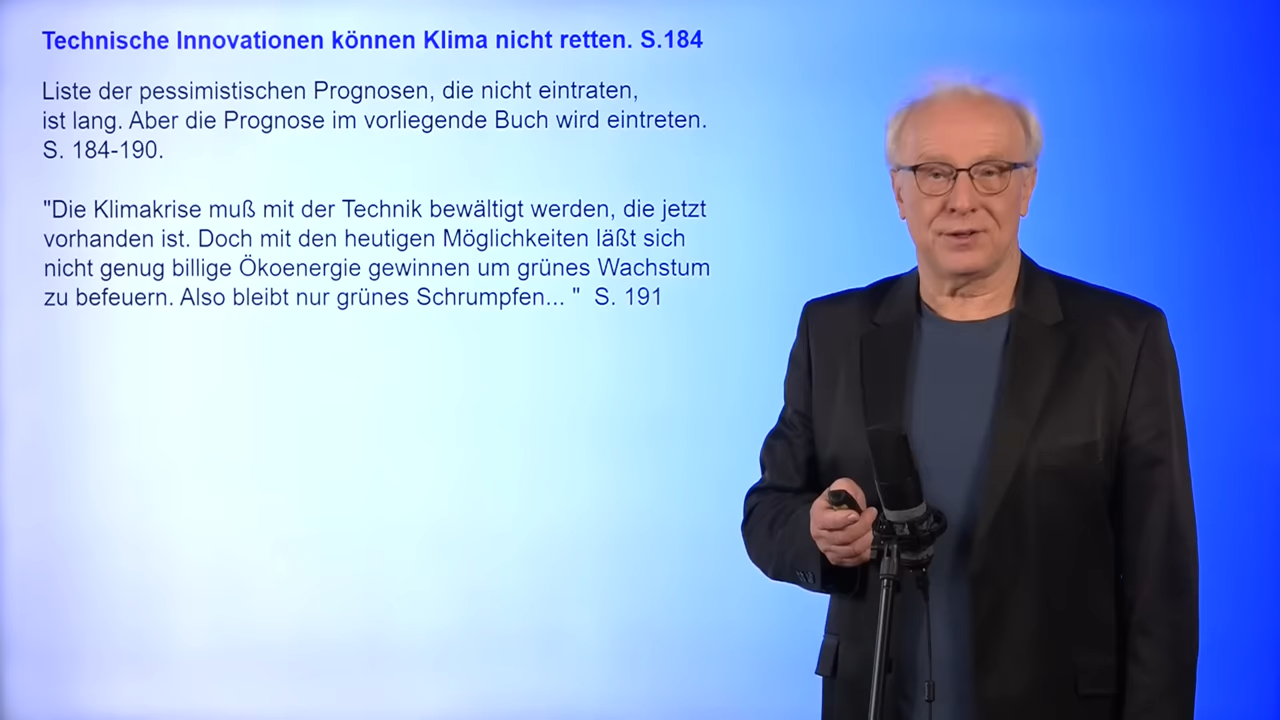 Technische Innovationen können Klima nicht retten. S.184
Liste der pessimistischen Prognosen, die nicht eintraten,
ist lang. Aber die Prognose im vorliegende Buch wird eintreten.
S. 184-190.
"Die Klimakrise muß mit der Technik bewältigt werden, die jetzt
vorhanden ist. Doch mit den heutigen Möglichkeiten läßt sich
nicht genug billige Ökoenergie gewinnen um grünes Wachstum
zu befeuern. Also bleibt nur grünes Schrumpfen... "  S. 191